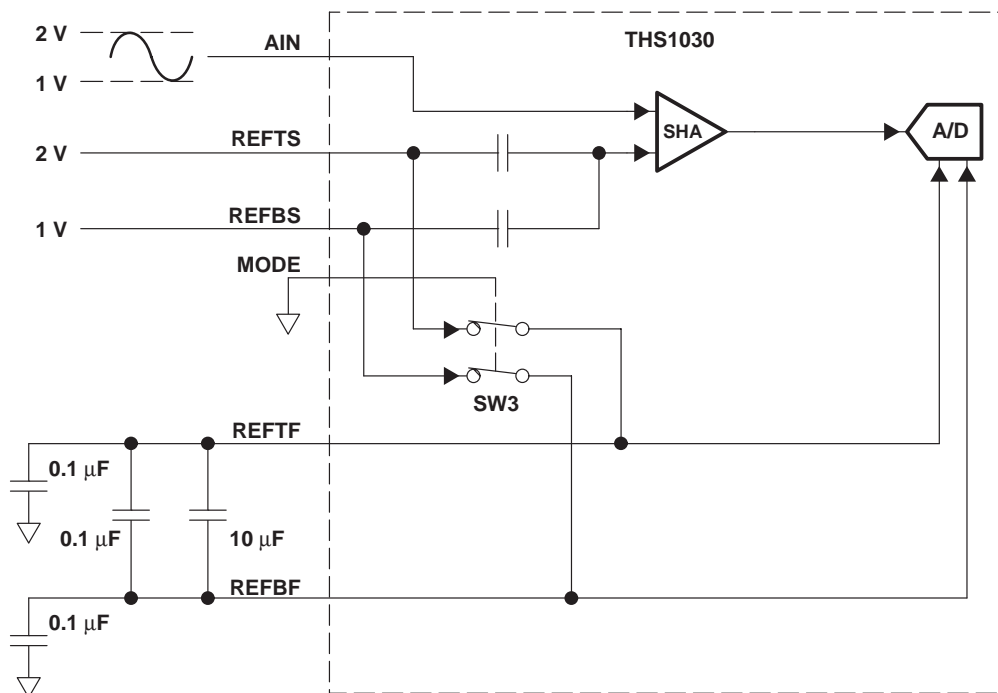 2 V
AIN
THS1030
1 V
SHA
A/D
REFTS
2 V
REFBS
1 V
MODE
SW3
REFTF
0.1 μF
0.1 μF
10 μF
REFBF
0.1 μF